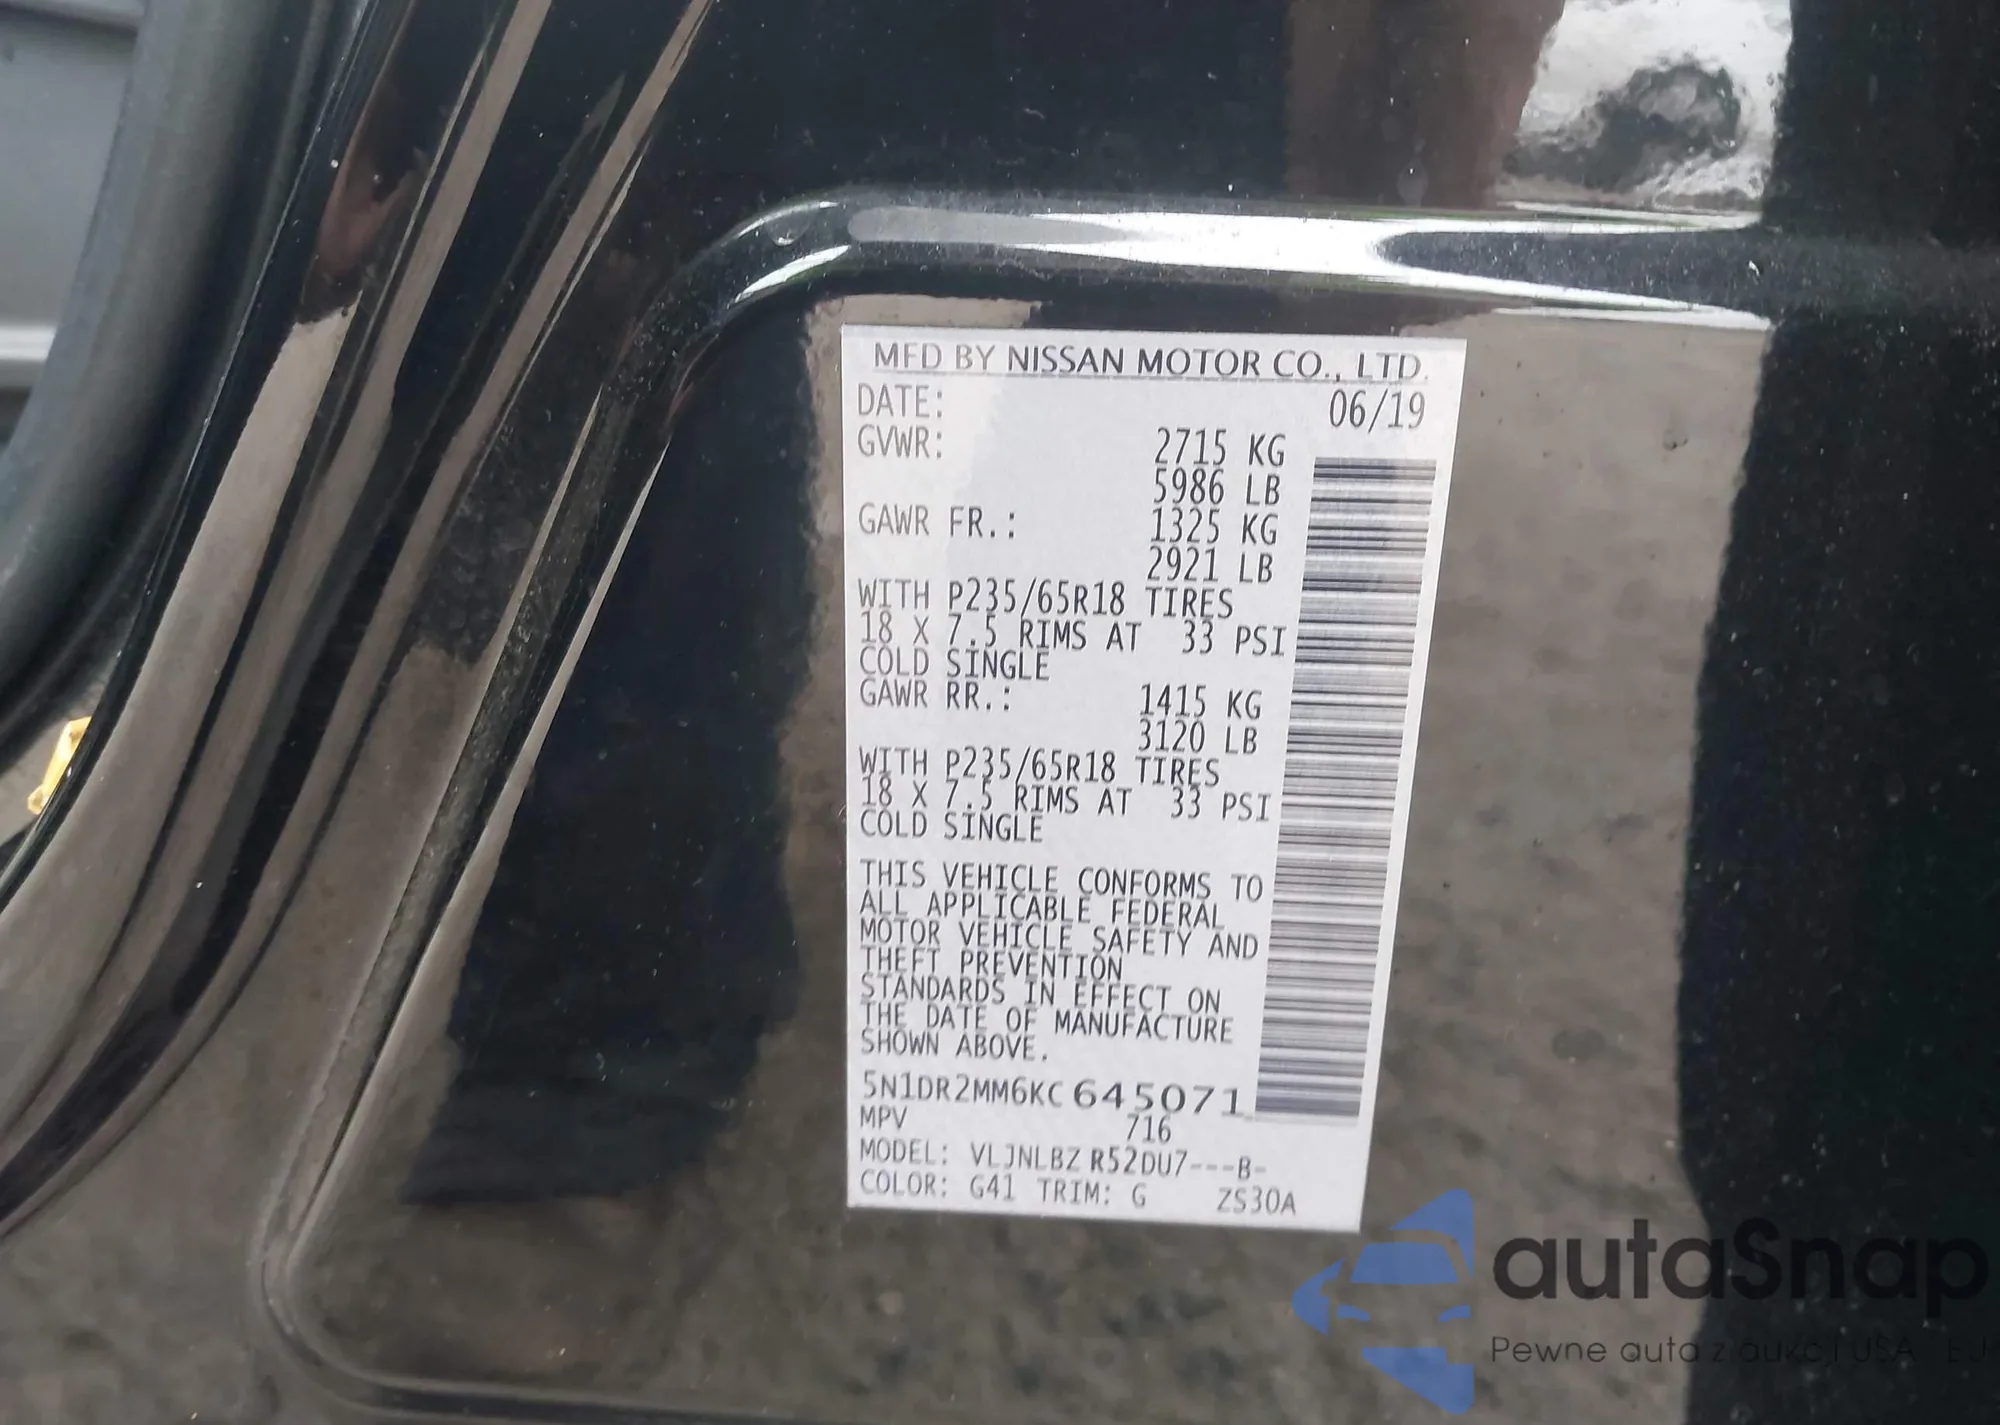 MFD BY NISSAN MOTOR CO., LTD.
DATE: 06/19
GVWR: 2715 KG
5986 LB
GAWR FR.: 1325 KG
2921 LB
WITH P235/65R18 TIRES
18 X 7.5 RIMS AT 33 PSI
COLD SINGLE
GAWR RR.: 1415 KG
3120 LB
WITH P235/65R18 TIRES
18 X 7.5 RIMS AT 33 PSI
COLD SINGLE
THIS VEHICLE CONFORMS TO
ALL APPLICABLE FEDERAL
MOTOR VEHICLE SAFETY AND
THEFT PREVENTION
STANDARDS IN EFFECT ON
THE DATE OF MANUFACTURE
SHOWN ABOVE.
5N1DR2MM6KC645071
MPV 716
MODEL: VLJNLBZ R52DU7---B-
COLOR: G41 TRIM: G ZS30A
autaSnap
Pewne auta z aukcji USA